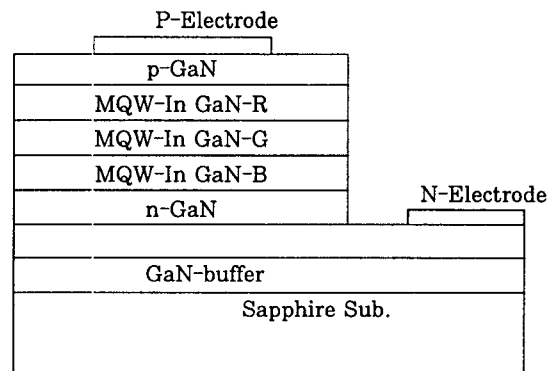 P-Electrode
p-GaN
MQW-In GaN-R
MQW-In GaN-G
MQW-In GaN-B
N-Electrode
n-GaN
GaN-buffer
Sapphire Sub.